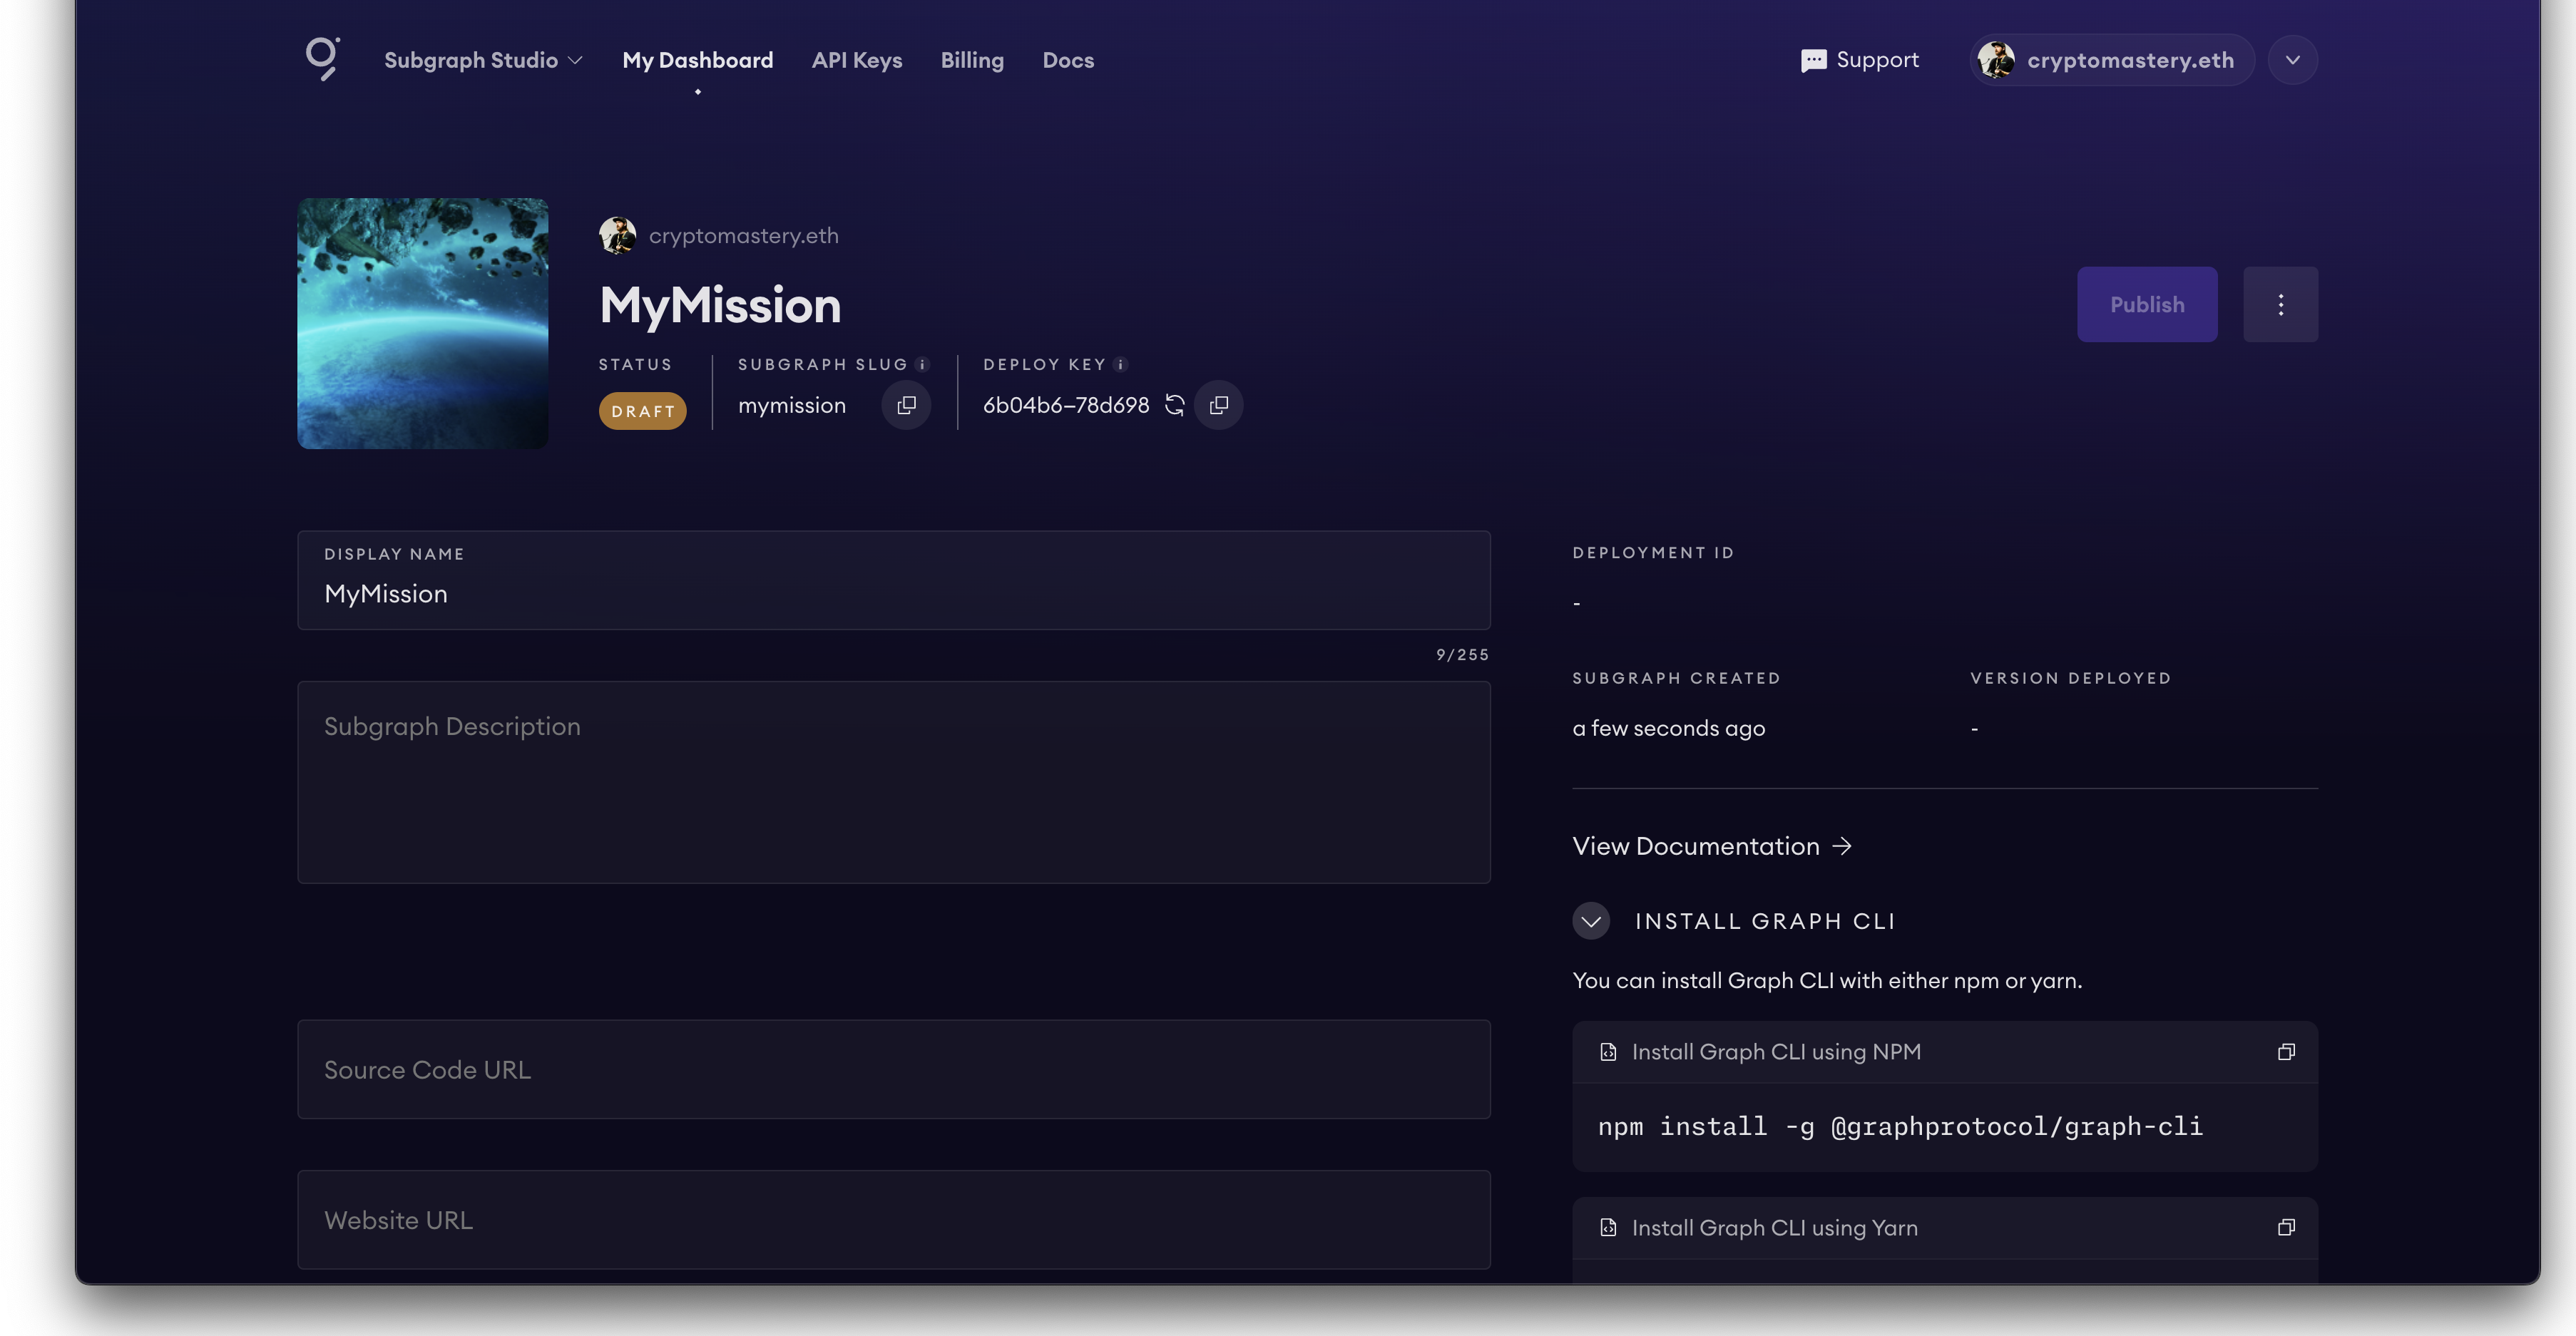 Subgraph Studio My Dashboard API Keys Billing Docs Support cryptomastery.eth
cryptomastery.eth
MyMission
Publish
STATUS SUBGRAPH SLUG DEPLOY KEY
DRAFT mymission 6b04b6–78d698
DISPLAY NAME
MyMission
9/255
Subgraph Description
Source Code URL
Website URL
DEPLOYMENT ID
-
SUBGRAPH CREATED VERSION DEPLOYED
a few seconds ago -
View Documentation →
INSTALL GRAPH CLI
You can install Graph CLI with either npm or yarn.
Install Graph CLI using NPM
npm install -g @graphprotocol/graph-cli
Install Graph CLI using Yarn